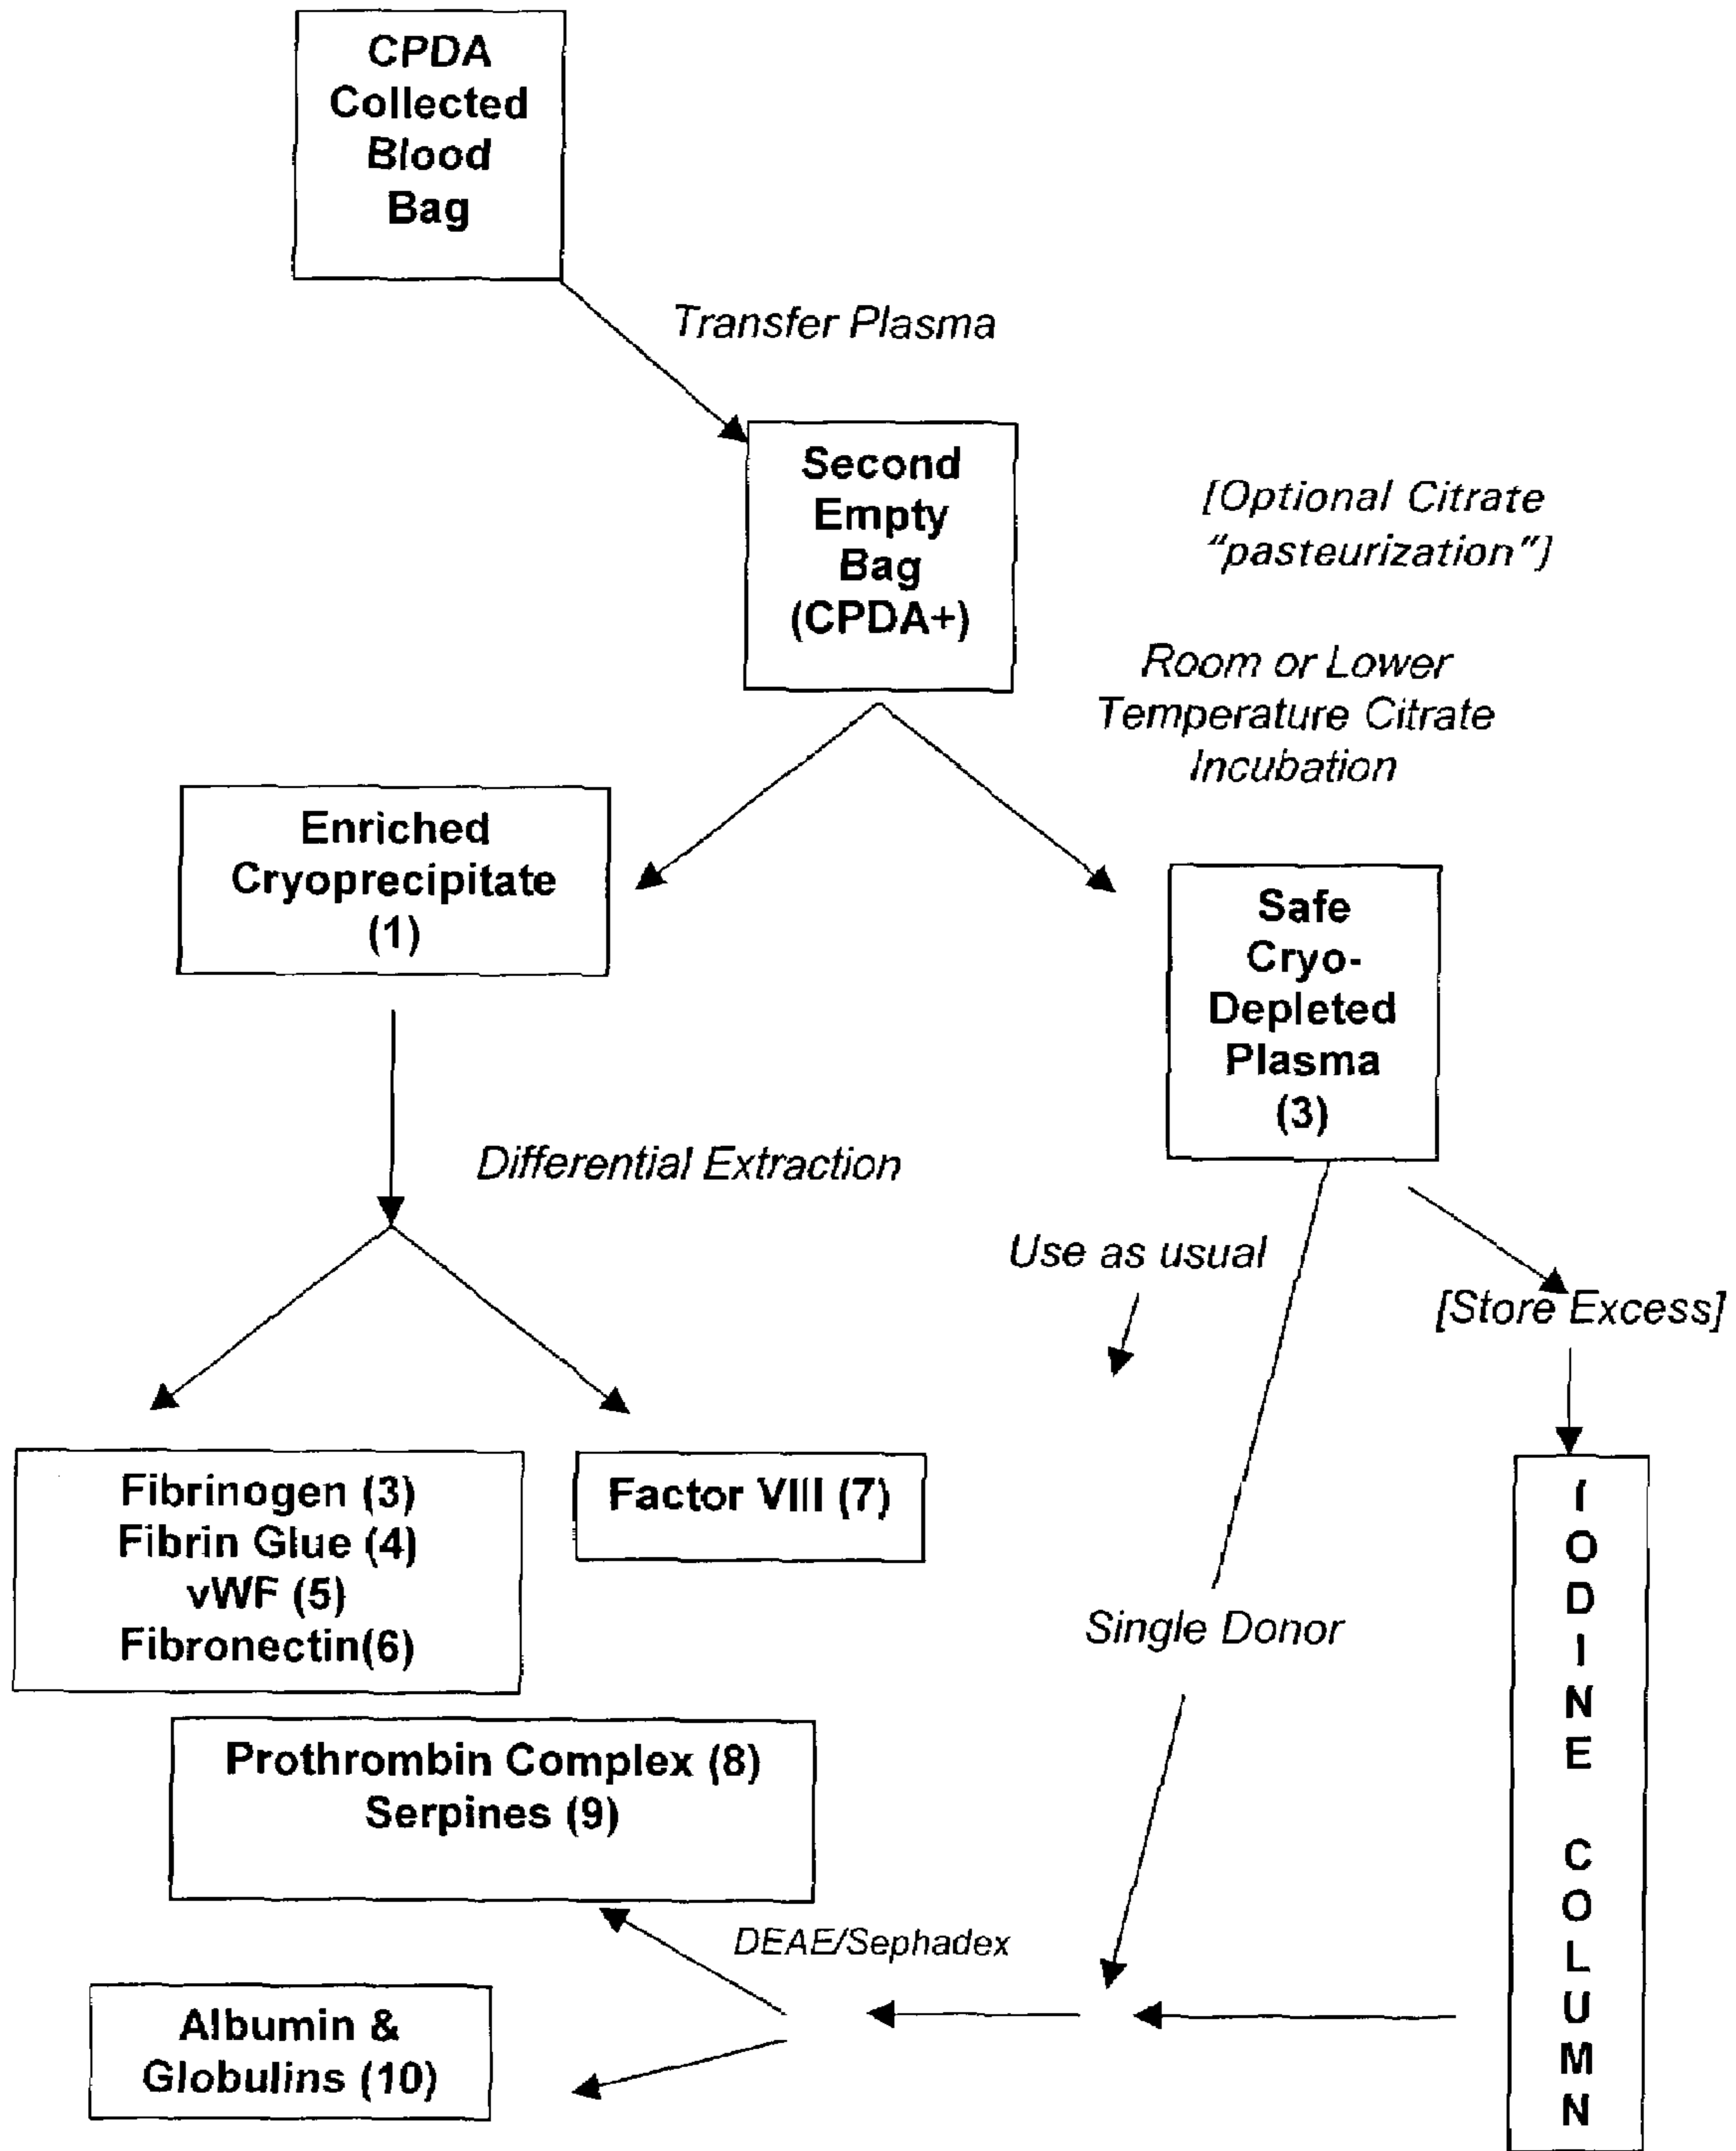 CPDA
Collected
Blood
Bag
Transfer Plasma
Second
Empty
Bag
(CPDA+)
[Optional Citrate
"pasteurization"]
Room or Lower
Temperature Citrate
Incubation
Enriched
Cryoprecipitate
(1)
Safe
Cryo-
Depleted
Plasma
(3)
Differential Extraction
Use as usual
[Store Excess]
Fibrinogen (3)
Fibrin Glue (4)
vWF (5)
Fibronectin(6)
Factor VIII (7)
Single Donor
I
O
D
I
N
E
C
O
L
U
M
N
Prothrombin Complex (8)
Serpines (9)
DEAE/Sephadex
Albumin &
Globulins (10)